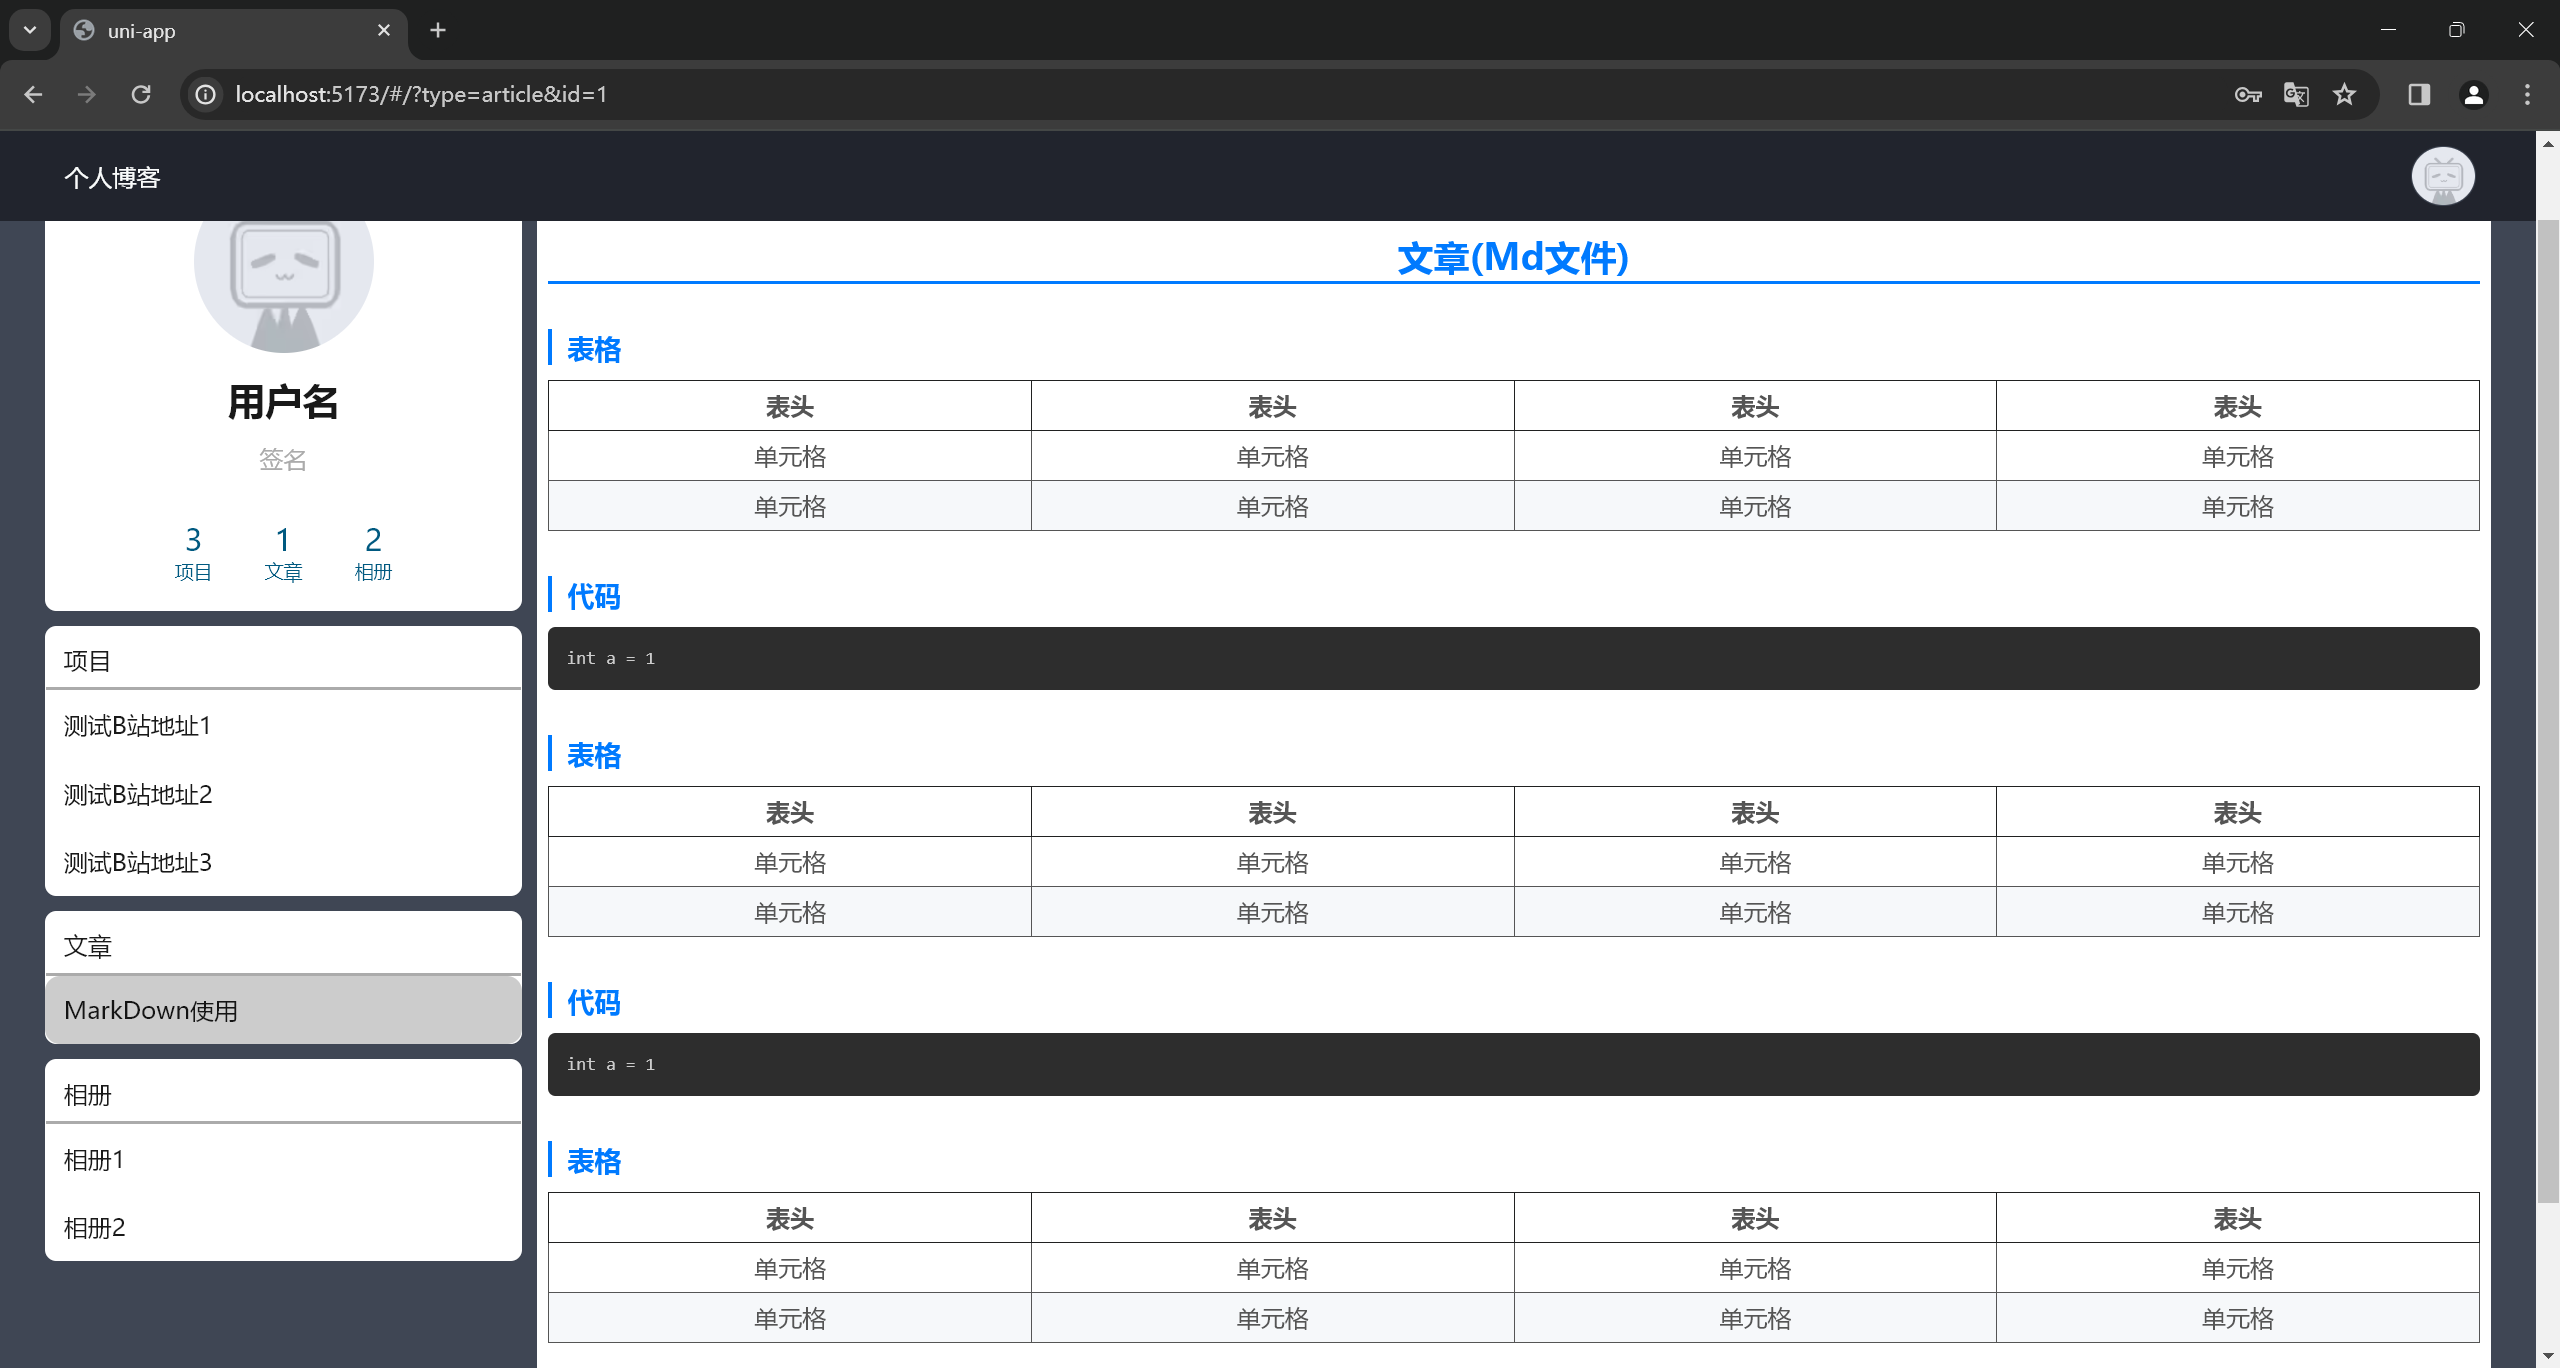 uni-app
localhost:5173/#/?type=article&id=1
个人博客
用户名
签名
3 1 2
项目 文章 相册
项目
测试B站地址1
测试B站地址2
测试B站地址3
文章
MarkDown使用
相册
相册1
相册2
文章(Md文件)
表格
表头 表头 表头 表头
单元格 单元格 单元格 单元格
单元格 单元格 单元格 单元格
代码
int a = 1
表格
表头 表头 表头 表头
单元格 单元格 单元格 单元格
单元格 单元格 单元格 单元格
代码
int a = 1
表格
表头 表头 表头 表头
单元格 单元格 单元格 单元格
单元格 单元格 单元格 单元格